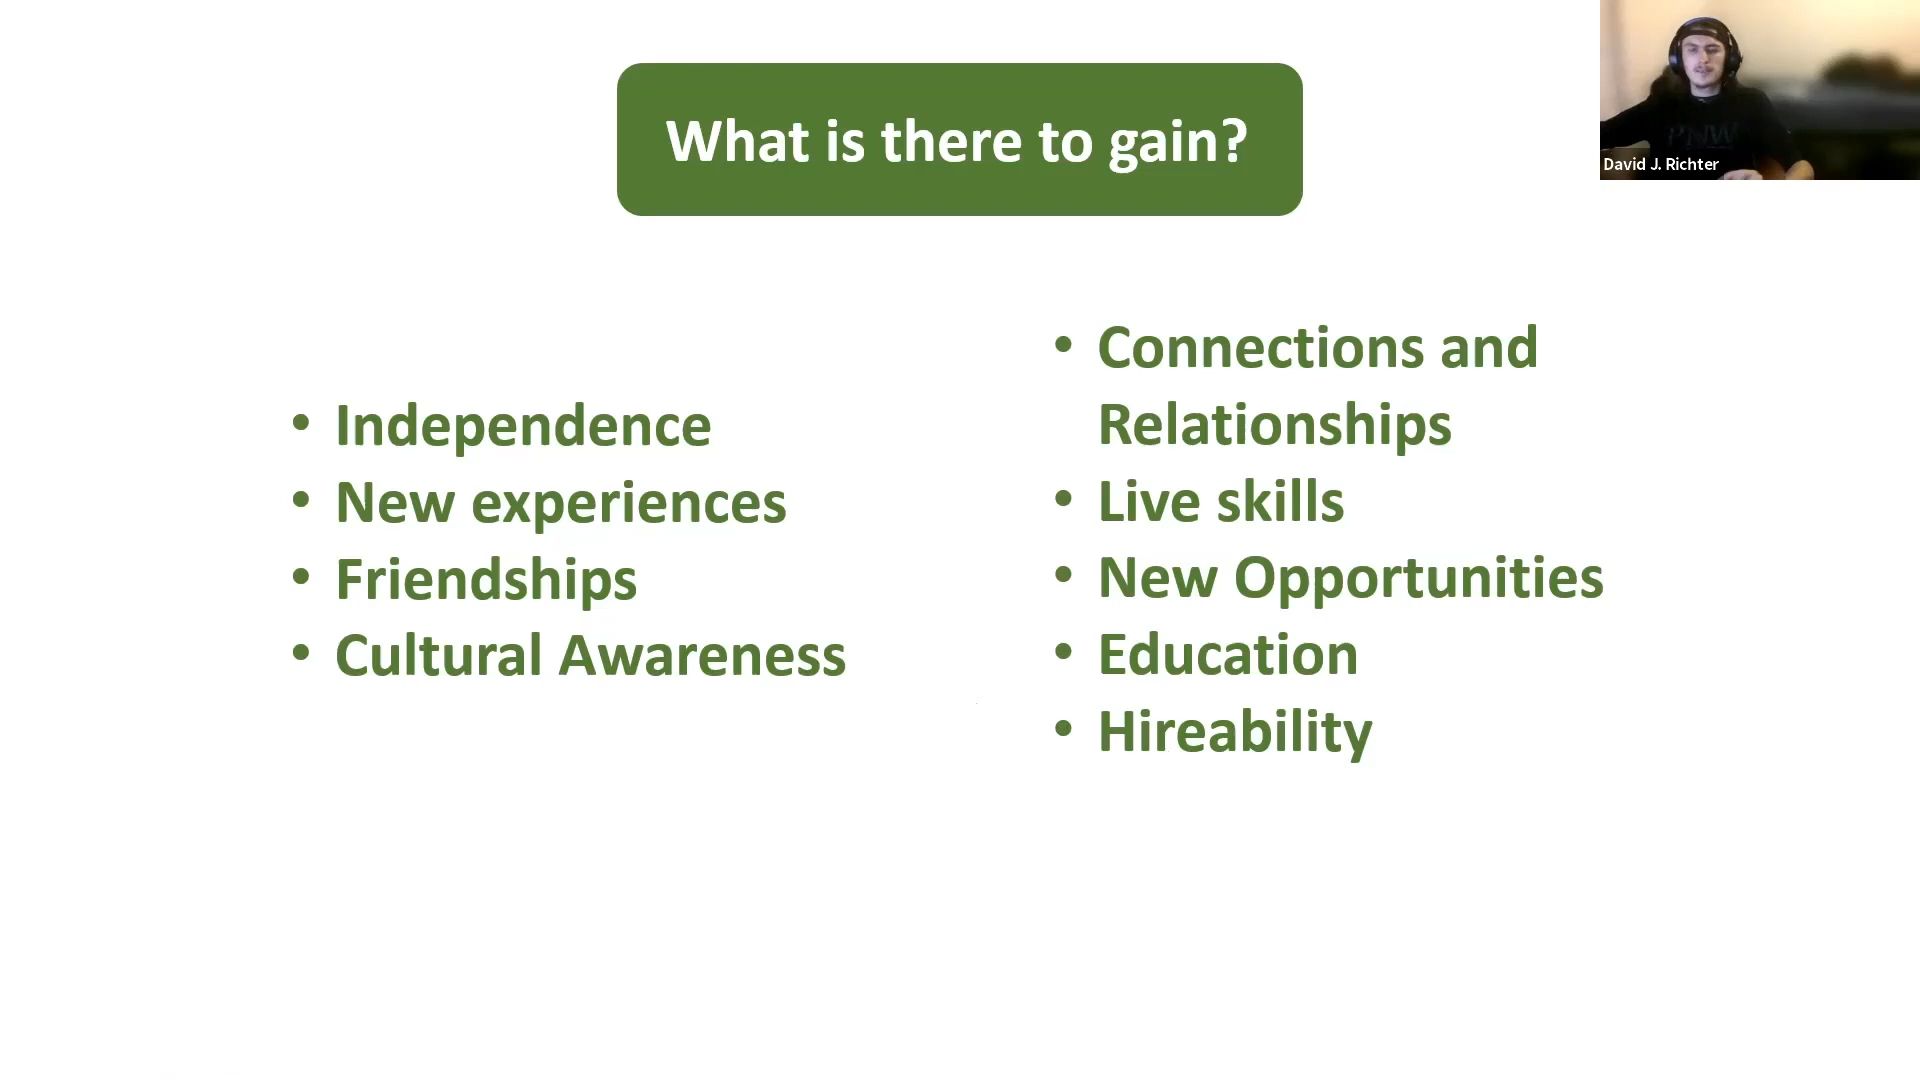 What is there to gain?
• Independence
• New experiences
• Friendships
• Cultural Awareness
• Connections and
Relationships
• Live skills
• New Opportunities
• Education
• Hireability
PNW
David J. Richter